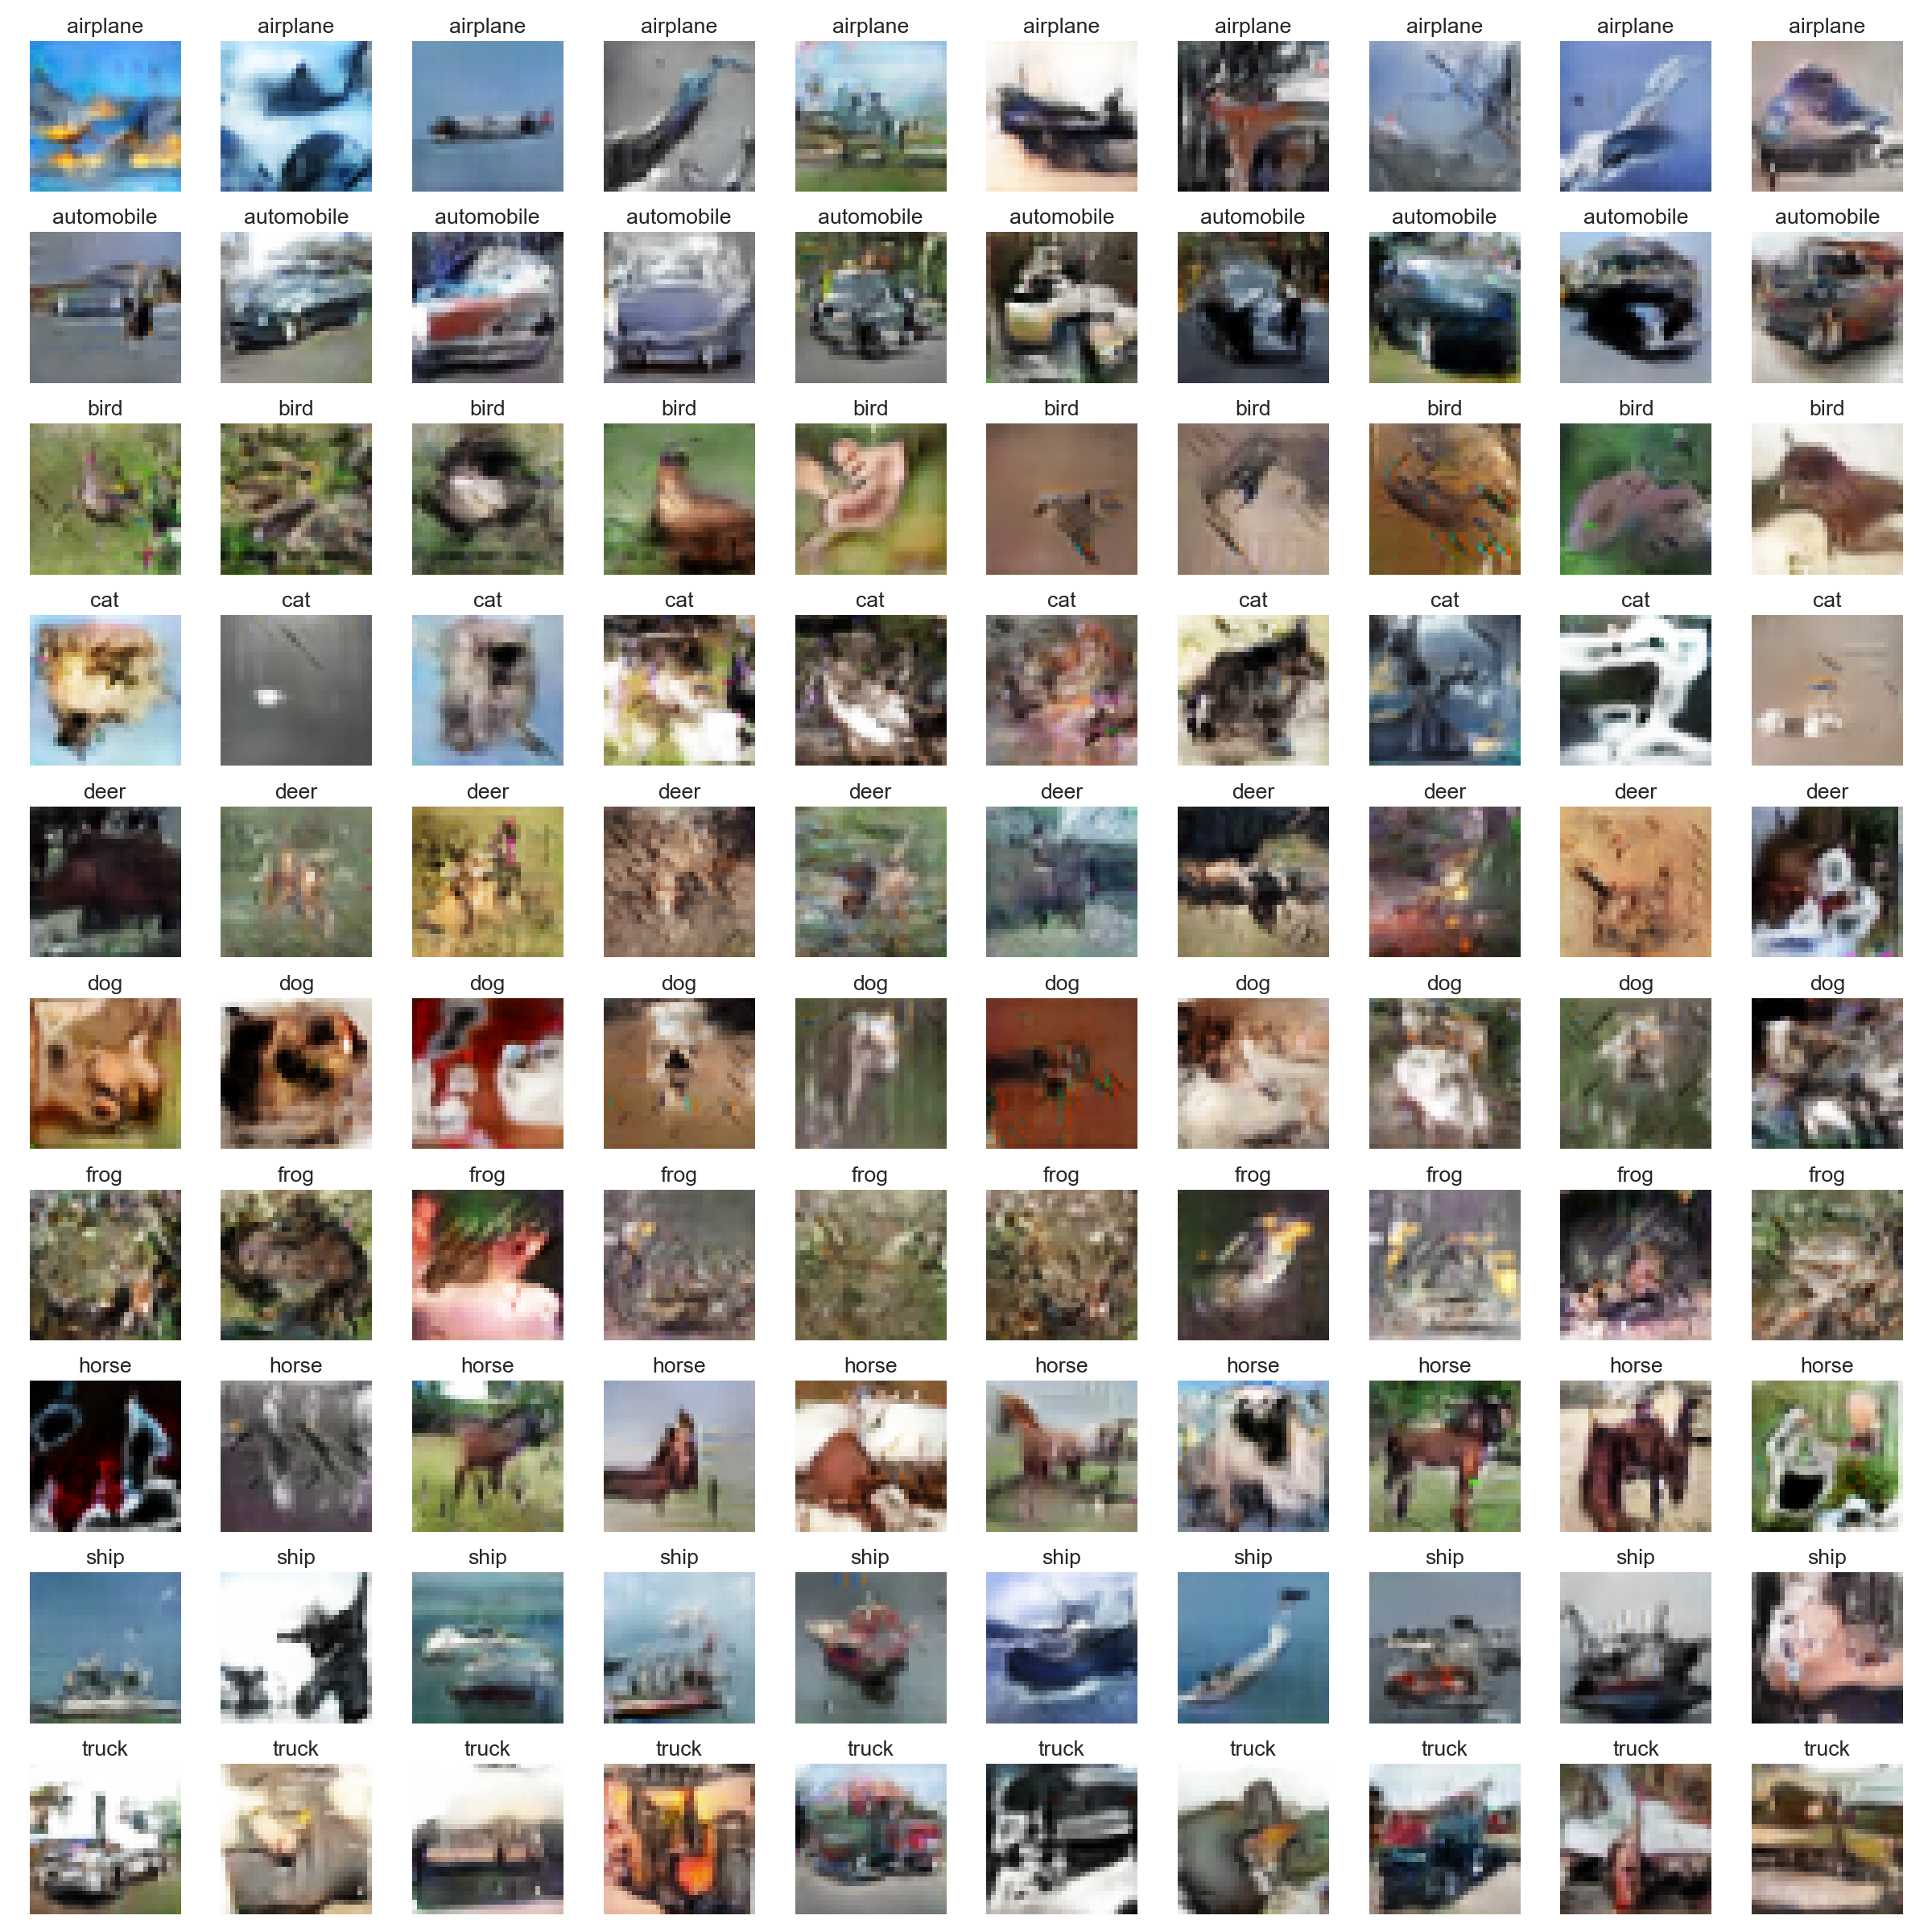 airplane airplane airplane airplane airplane airplane airplane airplane airplane airplane
automobile automobile automobile automobile automobile automobile automobile automobile automobile automobile
bird bird bird bird bird bird bird bird bird bird
cat cat cat cat cat cat cat cat cat cat
deer deer deer deer deer deer deer deer deer deer
dog dog dog dog dog dog dog dog dog dog
frog frog frog frog frog frog frog frog frog frog
horse horse horse horse horse horse horse horse horse horse
ship ship ship ship ship ship ship ship ship ship
truck truck truck truck truck truck truck truck truck truck